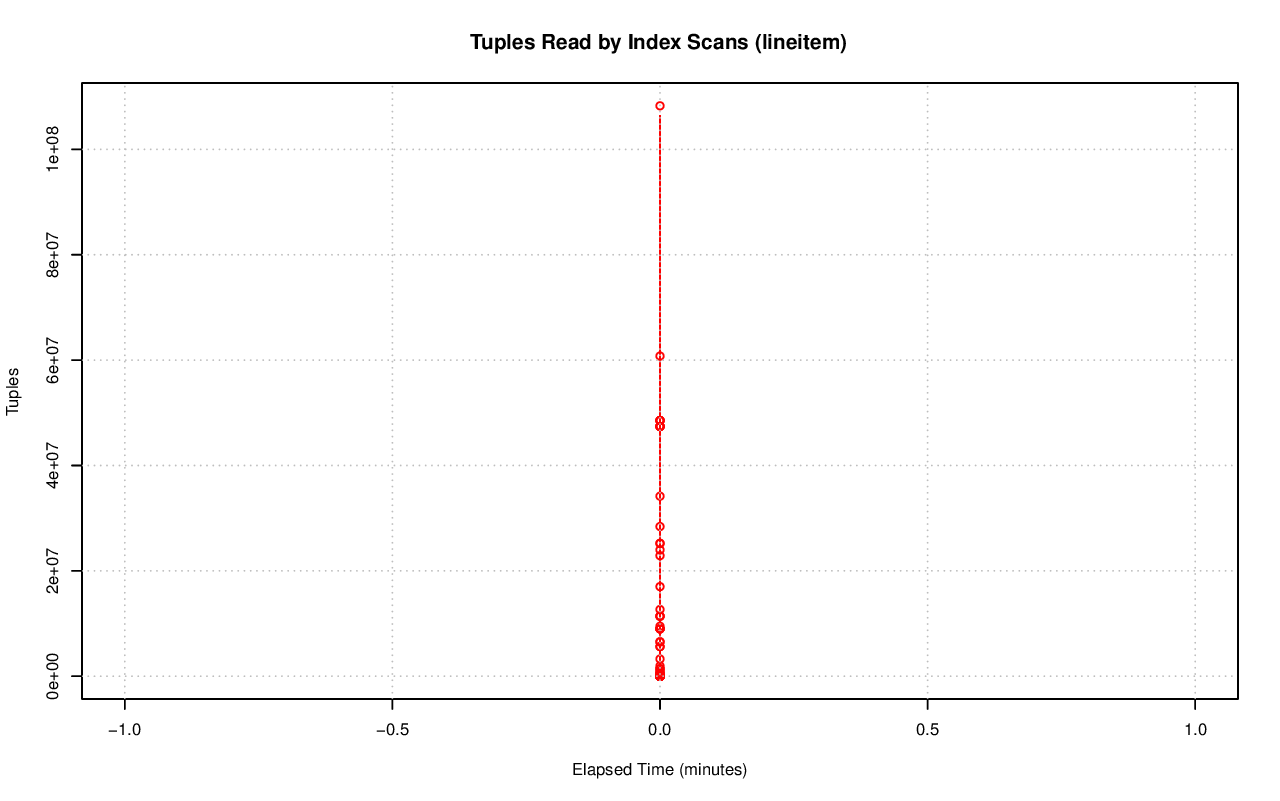 Tuples Read by Index Scans (lineitem)
1e+08
8e+07
6e+07
4e+07
2e+07
0e+00
Tuples
−1.0
−0.5
0.0
0.5
1.0
Elapsed Time (minutes)